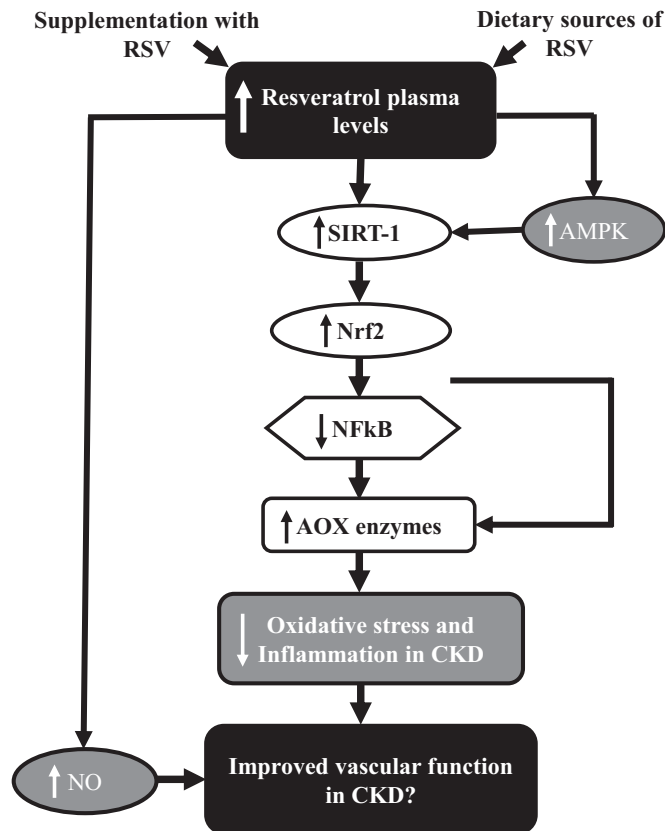 Supplementation with
RSV
Dietary sources of
RSV
Resveratrol plasma
levels
SIRT-1
AMPK
Nrf2
NFkB
AOX enzymes
Oxidative stress and
Inflammation in CKD
NO
Improved vascular function
in CKD?